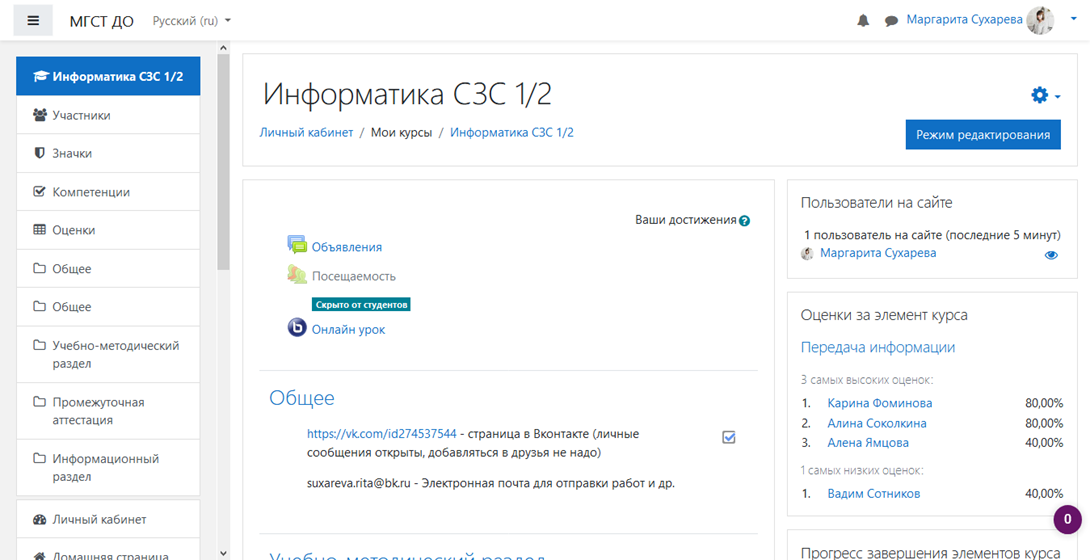 МГСТ ДО
Русский (ru)
Маргарита Сухарева
Информатика СЗС 1/2
Участники
Значки
Компетенции
Оценки
Общее
Общее
Учебно-методический
раздел
Промежуточная
аттестация
Информационный
раздел
Личный кабинет
Домашняя страница
Информатика СЗС 1/2
Личный кабинет / Мои курсы / Информатика СЗС 1/2
Режим редактирования
Ваши достижения
Объявления
Посещаемость
Скрыто от студентов
Онлайн урок
Общее
https://vk.com/id274537544 - страница в Вконтакте (личные
сообщения открыты, добавляться в друзья не надо)
suxareva.rita@bk.ru - Электронная почта для отправки работ и др.
Учебно-методический раздел
Пользователи на сайте
1 пользователь на сайте (последние 5 минут)
Маргарита Сухарева
Оценки за элемент курса
Передача информации
3 самых высоких оценок:
1. Карина Фоминова 80,00%
2. Алина Соколкина 80,00%
3. Алена Ямцова 40,00%
1 самых низких оценок:
1. Вадим Сотников 40,00%
0
Прогресс завершения элементов курса